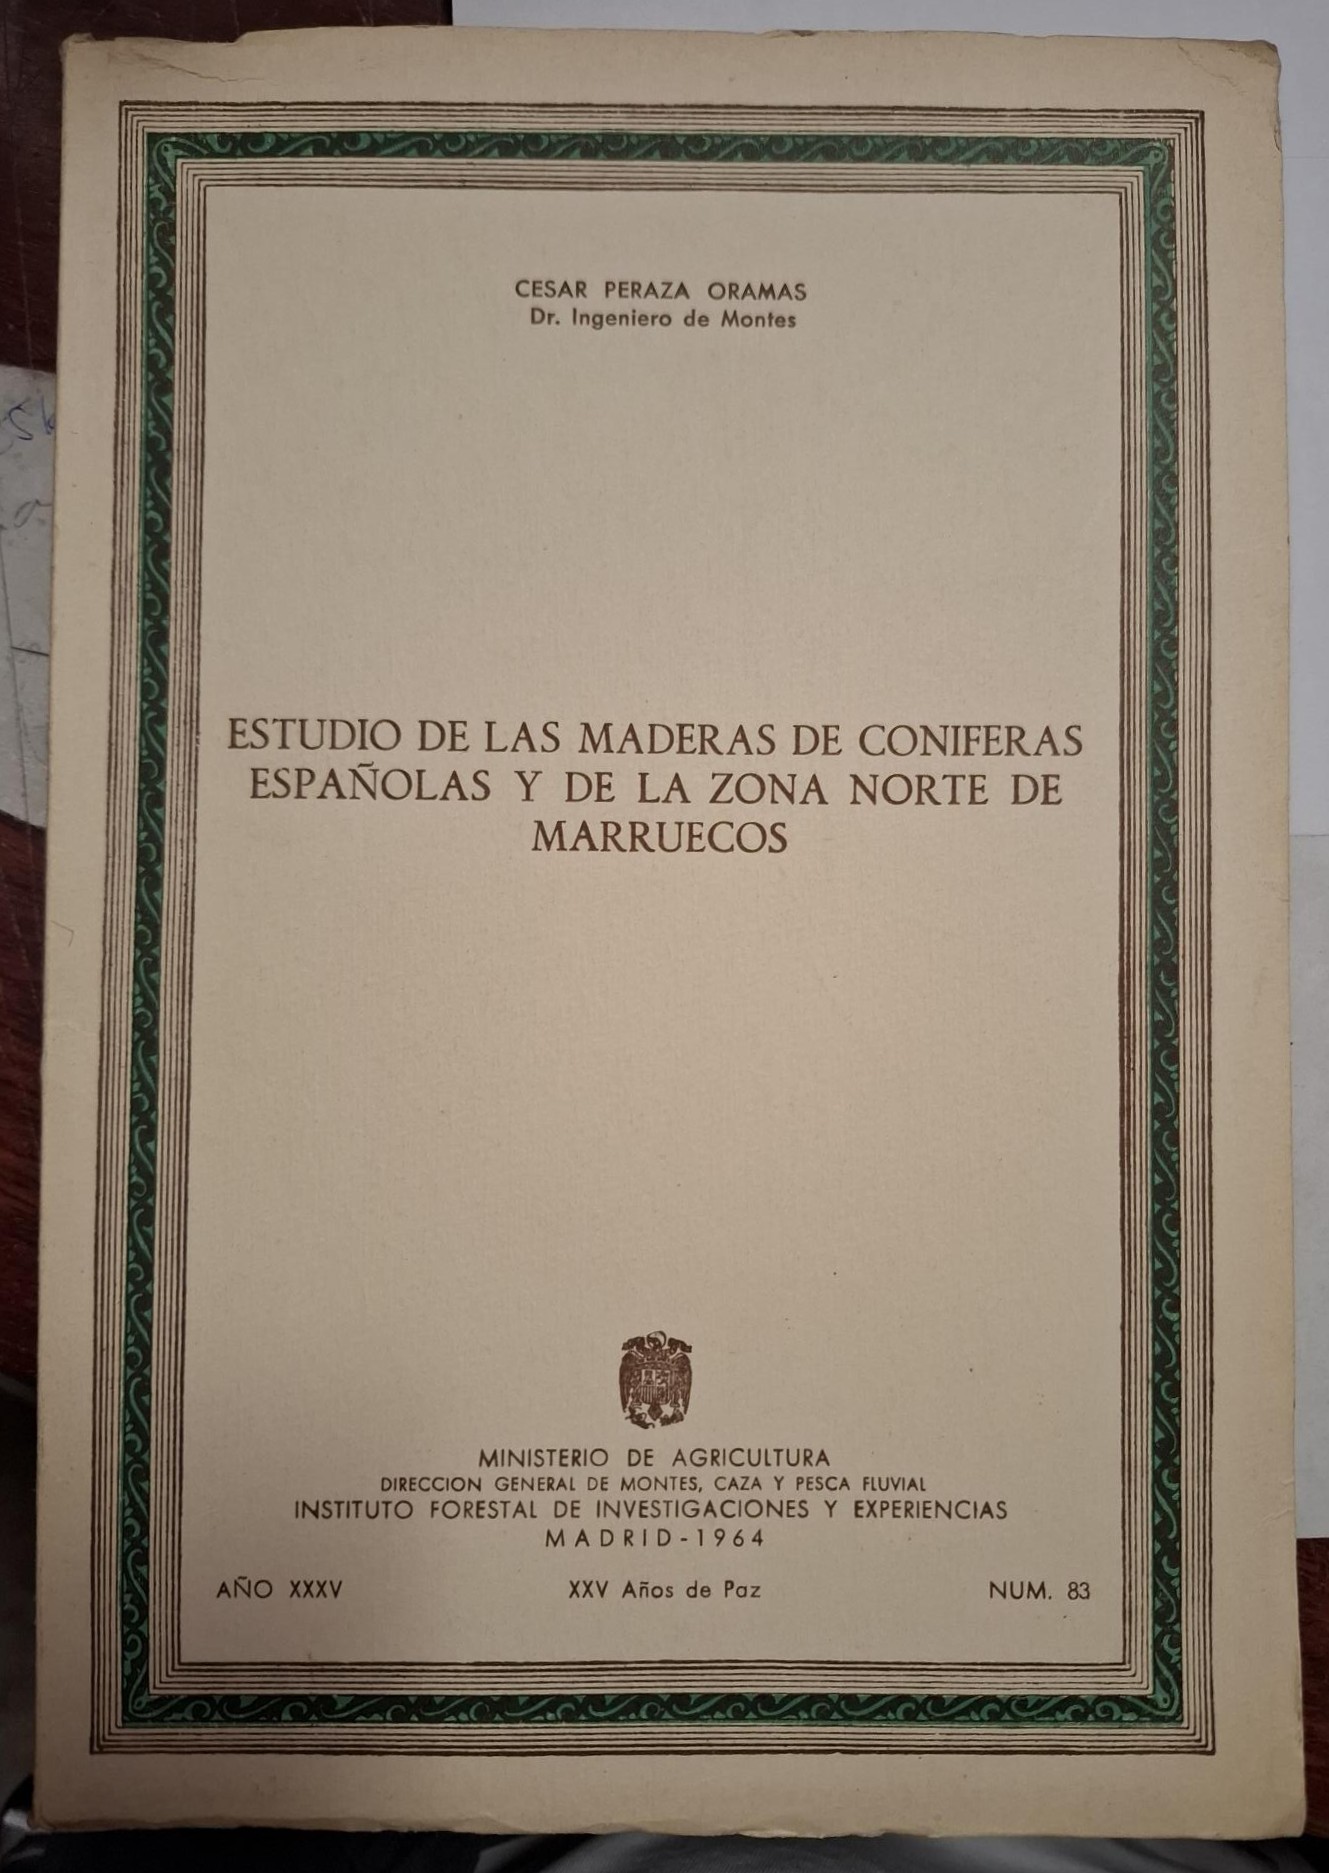 CESAR PERAZA ORAMAS
Dr. Ingeniero de Montes
ESTUDIO DE LAS MADERAS DE CONIFERAS
ESPAÑOLAS Y DE LA ZONA NORTE DE
MARRUECOS
MINISTERIO DE AGRICULTURA
DIRECCION GENERAL DE MONTES, CAZA Y PESCA FLUVIAL
INSTITUTO FORESTAL DE INVESTIGACIONES Y EXPERIENCIAS
MADRID-1964
AÑO XXXV XXV Años de Paz NUM. 83